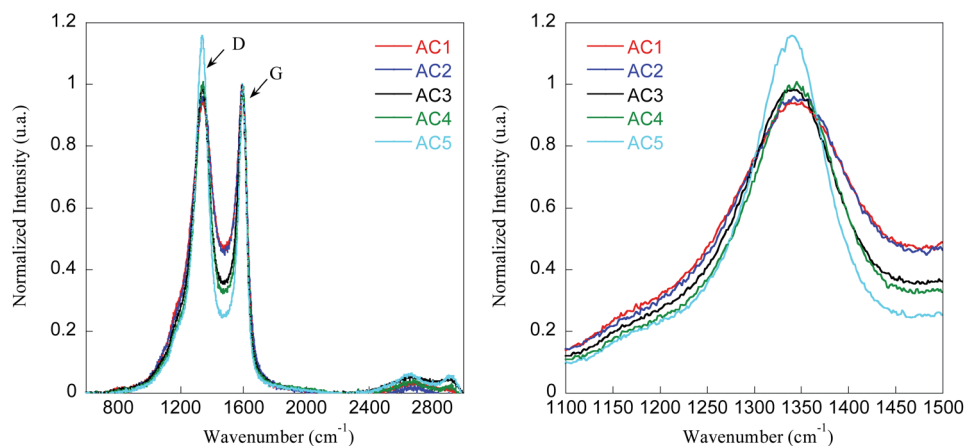 1.2
1
0.8
0.6
0.4
0.2
0
Normalized Intensity (u.a.)
D
G
AC1
AC2
AC3
AC4
AC5
800 1200 1600 2000 2400 2800
Wavenumber (cm⁻¹)
1.2
1
0.8
0.6
0.4
0.2
0
Normalized Intensity (u.a.)
AC1
AC2
AC3
AC4
AC5
1100 1150 1200 1250 1300 1350 1400 1450 1500
Wavenumber (cm⁻¹)